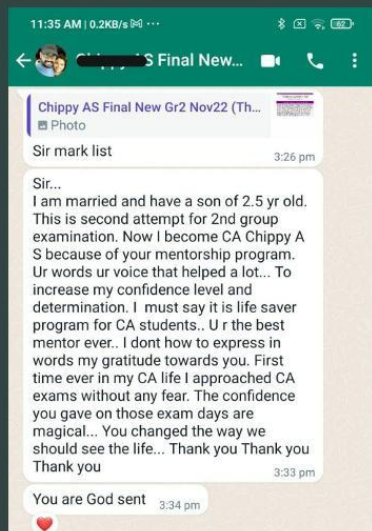 11:35 AM | 0.2KB/s ...
62
S Final New...
Chippy AS Final New Gr2 Nov22 (Th...
Photo
Sir mark list
3:26 pm
Sir...
I am married and have a son of 2.5 yr old.
This is second attempt for 2nd group
examination. Now I become CA Chippy A
S because of your mentorship program.
Ur words ur voice that helped a lot... To
increase my confidence level and
determination. I must say it is life saver
program for CA students.. U r the best
mentor ever.. I dont how to express in
words my gratitude towards you. First
time ever in my CA life I approached CA
exams without any fear. The confidence
you gave on those exam days are
magical... You changed the way we
should see the life... Thank you Thank you
Thank you
3:33 pm
You are God sent
3:34 pm